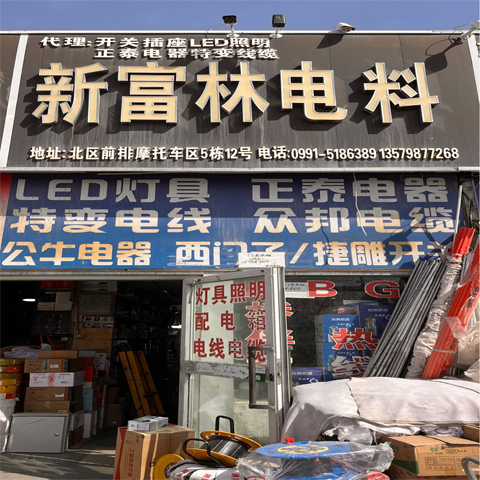 代理:开关插座LED照明
正泰电器特变线缆
新富林电料
地址:北区前排摩托车区5栋12号 电话:0991-5186389 13579877268
LED灯具 正泰电器
特变电线 众邦电缆
公牛电器 西门子/捷雕开关
灯具照明
配电箱
电线电缆
BG
热